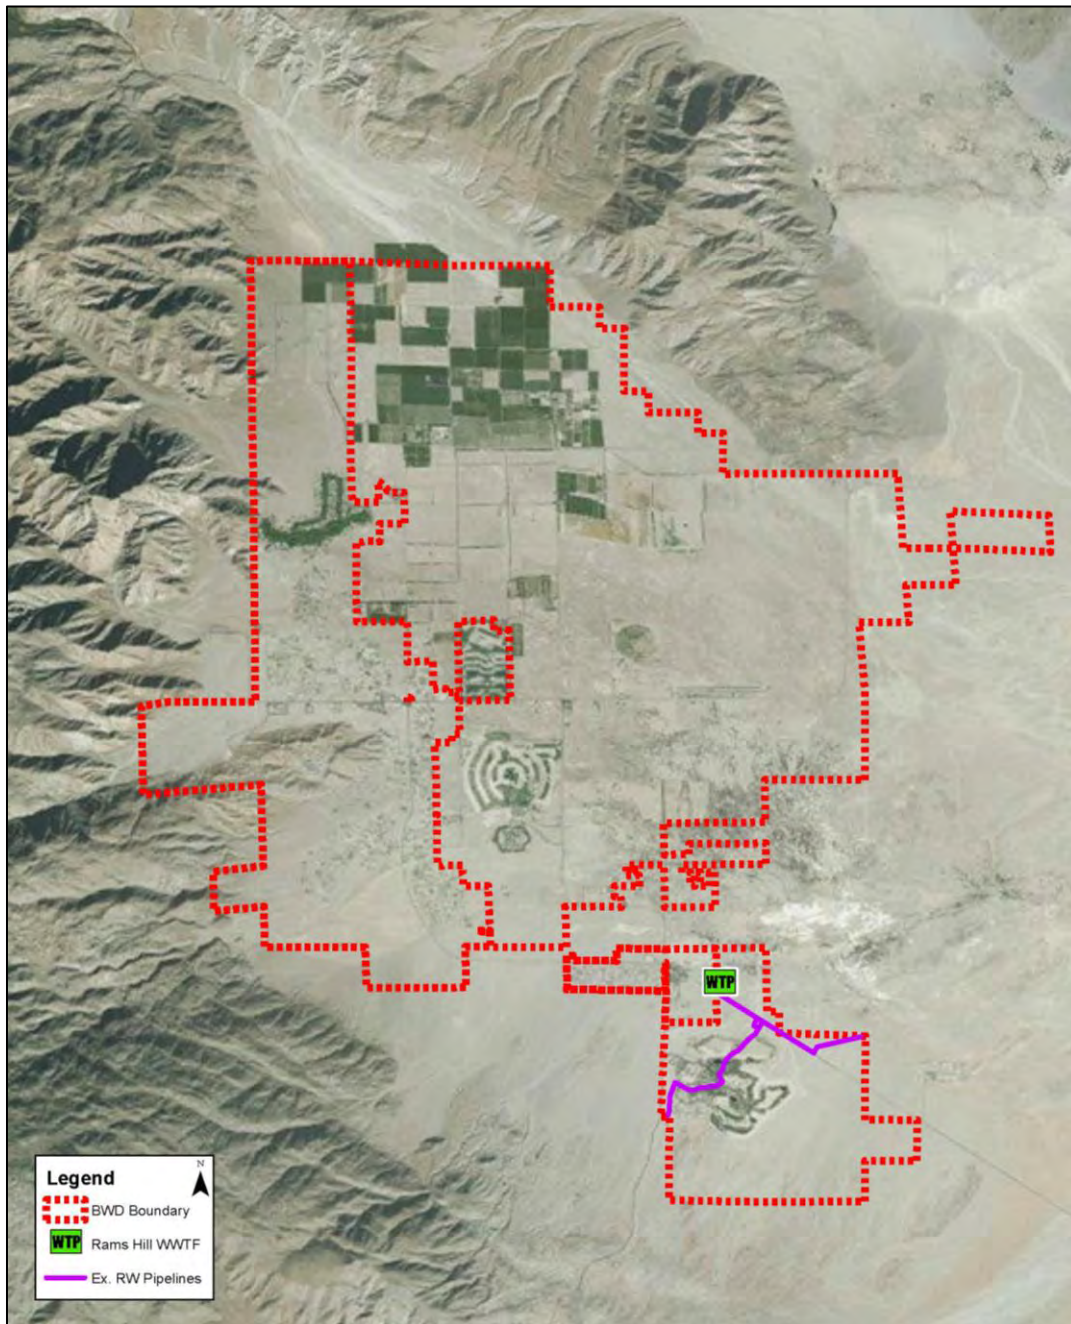 WTP
Legend
N
BWD Boundary
WTP Rams Hill WWTF
Ex. RW Pipelines